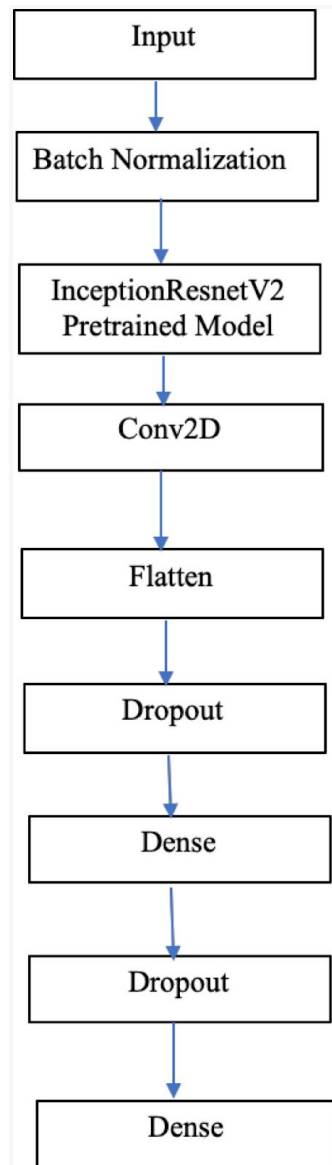 Input
Batch Normalization
InceptionResnetV2
Pretrained Model
Conv2D
Flatten
Dropout
Dense
Dropout
Dense